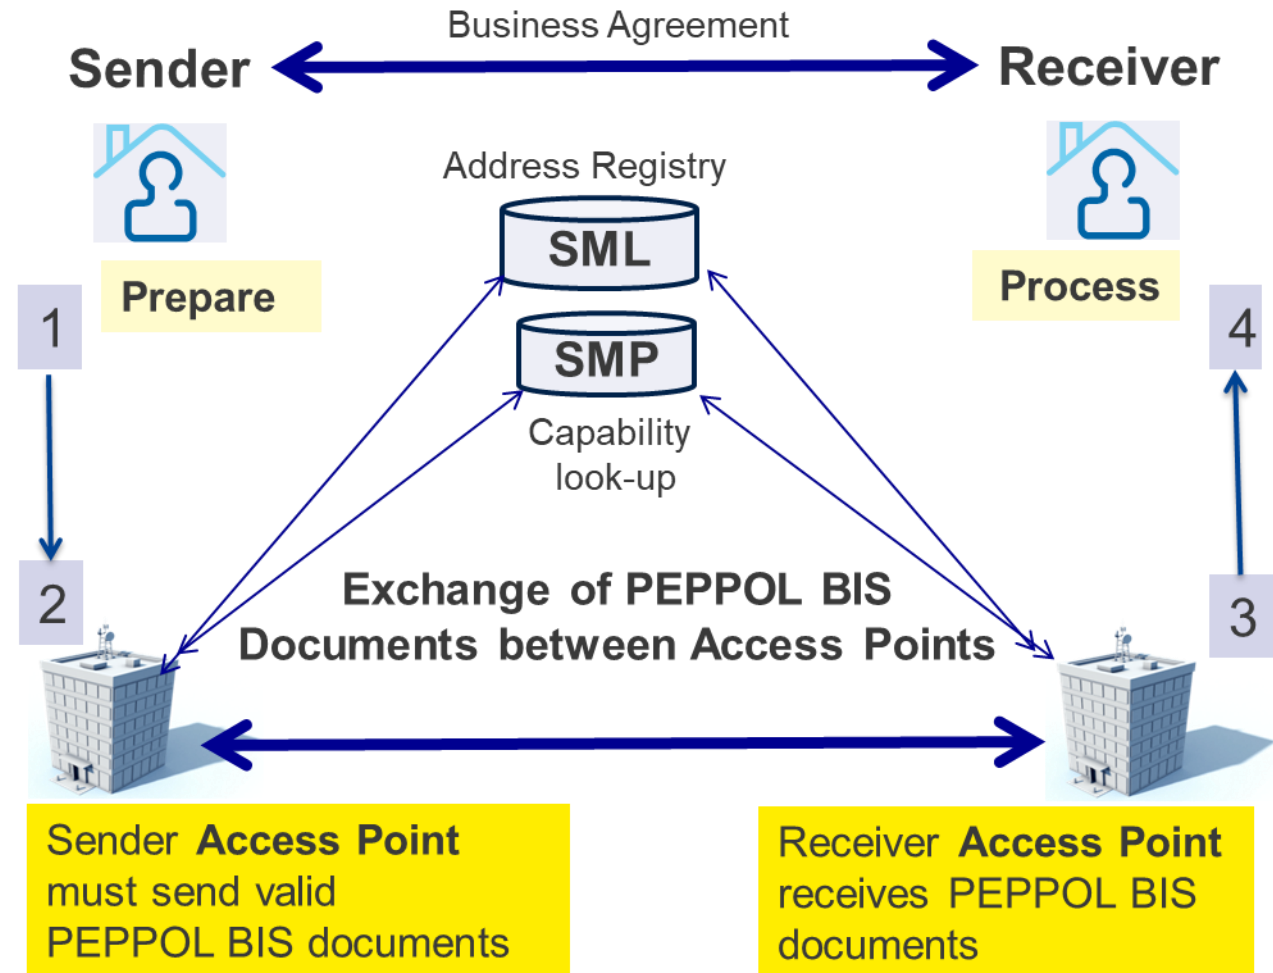 Business Agreement
Sender
Receiver
Address Registry
SML
Prepare
Process
1
4
SMP
Capability
look-up
2
3
Exchange of PEPPOL BIS
Documents between Access Points
Sender Access Point
must send valid
PEPPOL BIS documents
Receiver Access Point
receives PEPPOL BIS
documents